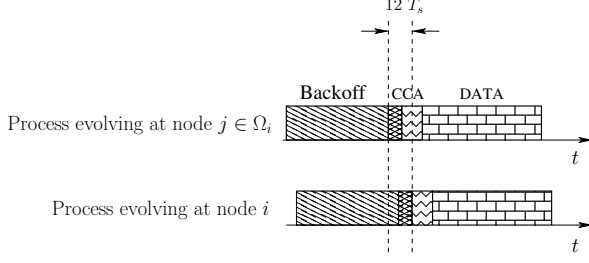 12 T_s
Backoff CCA DATA
Process evolving at node j ∈ Ω_i
t
Process evolving at node i
t